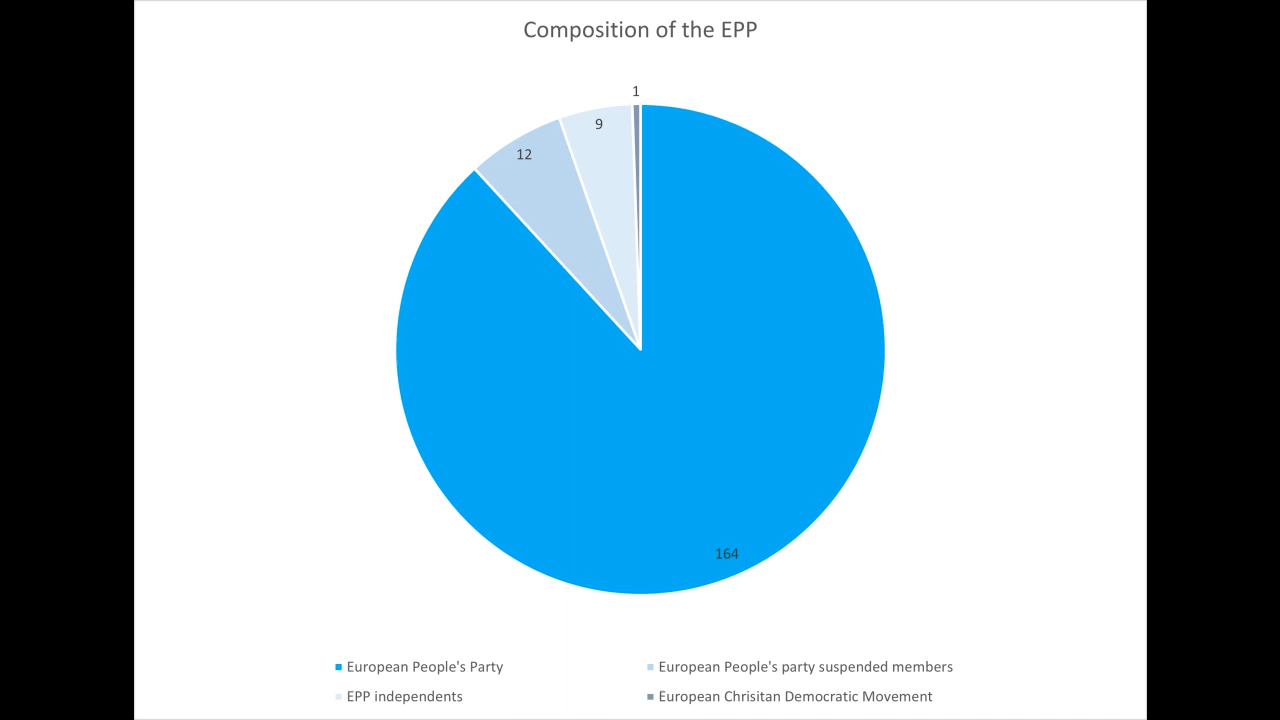 Composition of the EPP
1
9
12
164
European People's Party
European People's party suspended members
EPP independents
European Chrisitan Democratic Movement